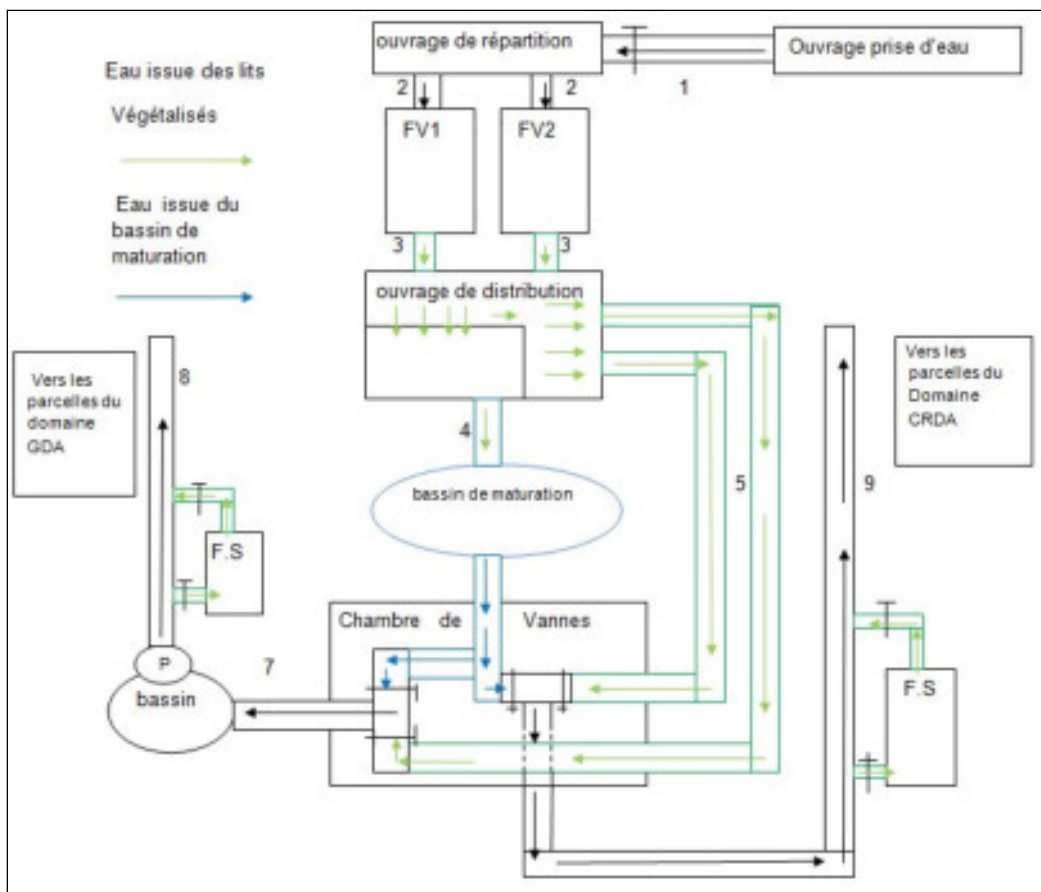 ouvrage de répartition
Ouvrage prise d'eau
1
2
2
Eau issue des lits
Végétalisés
FV1
FV2
Eau issue du
bassin de
maturation
3
3
ouvrage de distribution
Vers les
parcelles du
domaine
GDA
8
4
bassin de maturation
5
9
Vers les
parcelles du
Domaine
CRDA
F.S
Chambre de Vannes
P
bassin
7
F.S